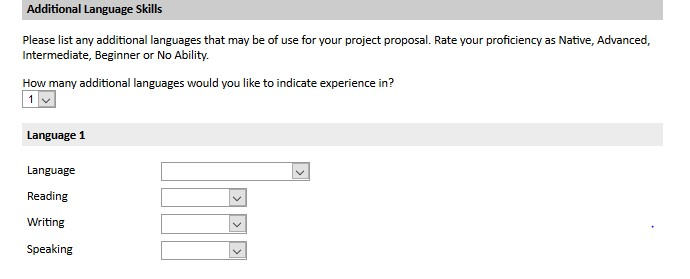 Additional Language Skills
Please list any additional languages that may be of use for your project proposal. Rate your proficiency as Native, Advanced,
Intermediate, Beginner or No Ability.
How many additional languages would you like to indicate experience in?
1
Language 1
Language
Reading
Writing
Speaking